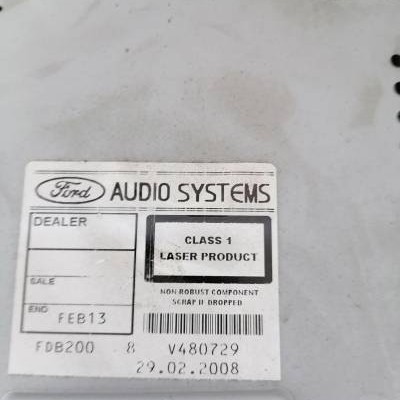 Ford AUDIO SYSTEMS
DEALER
CLASS 1
LASER PRODUCT
SALE
NON-ROBUST COMPONENT
SCRAP IF DROPPED
END FEB13
FDB200 8 V480729
29.02.2008